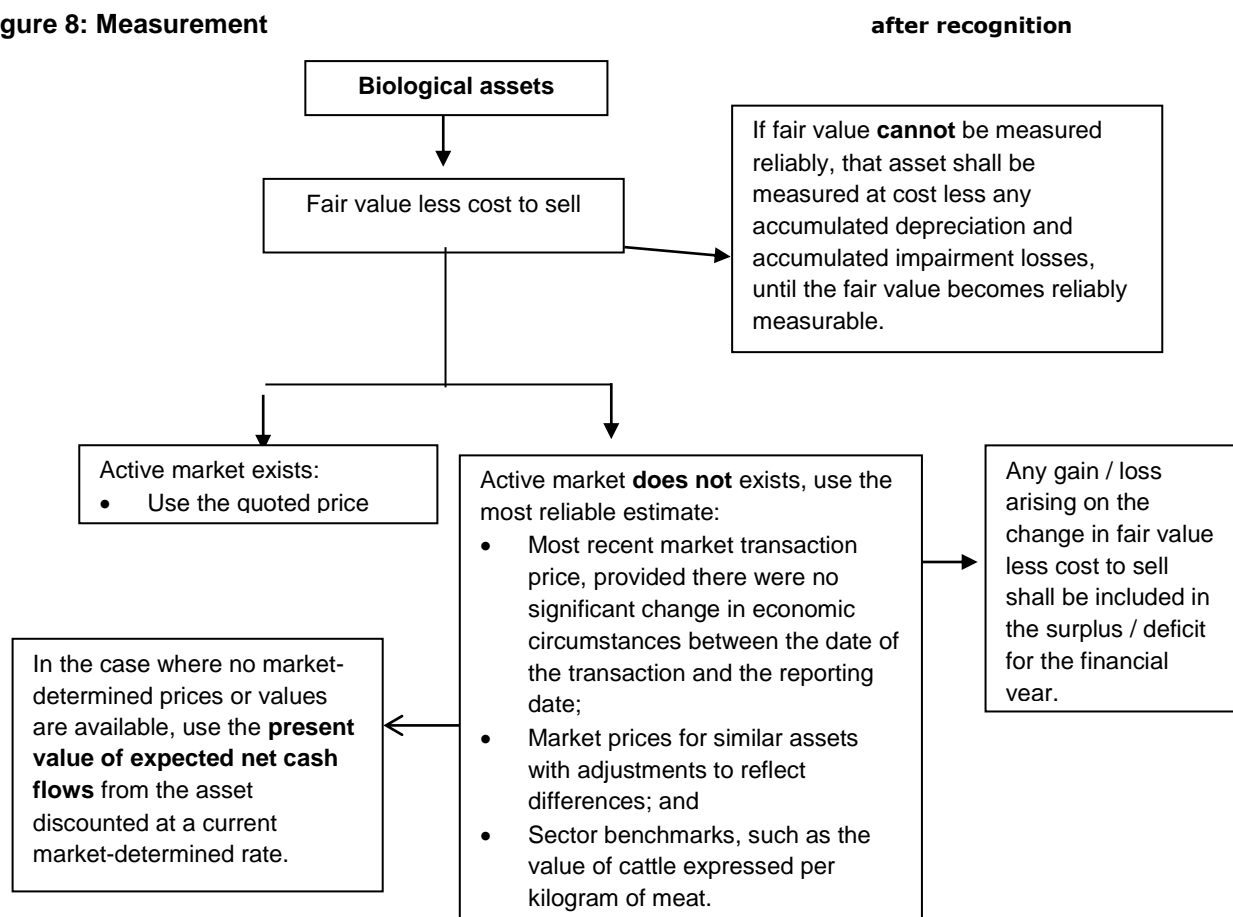 gure 8: Measurement
after recognition
Biological assets
Fair value less cost to sell
If fair value cannot be measured
reliably, that asset shall be
measured at cost less any
accumulated depreciation and
accumulated impairment losses,
until the fair value becomes reliably
measurable.
Active market exists:
• Use the quoted price
Active market does not exists, use the
most reliable estimate:
• Most recent market transaction
price, provided there were no
significant change in economic
circumstances between the date of
the transaction and the reporting
date;
• Market prices for similar assets
with adjustments to reflect
differences; and
• Sector benchmarks, such as the
value of cattle expressed per
kilogram of meat.
Any gain / loss
arising on the
change in fair value
less cost to sell
shall be included in
the surplus / deficit
for the financial
year.
In the case where no market-
determined prices or values
are available, use the present
value of expected net cash
flows from the asset
discounted at a current
market-determined rate.